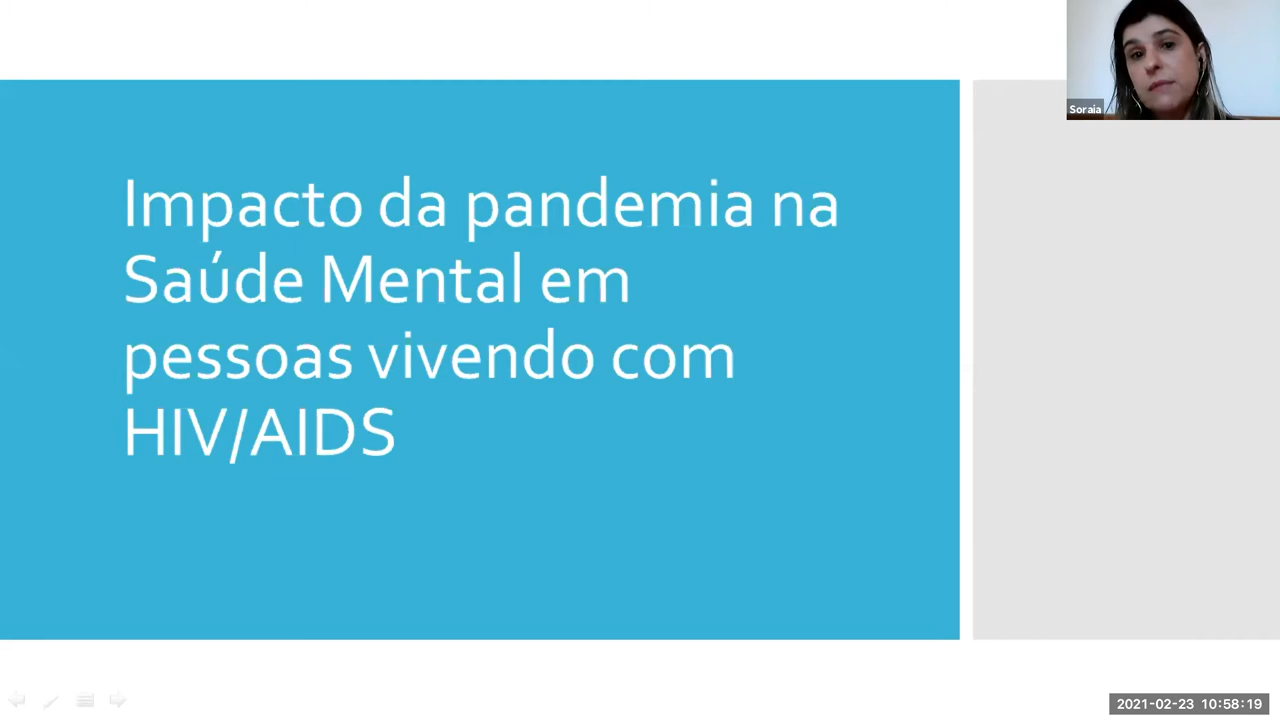 Soraia
Impacto da pandemia na
Saúde Mental em
pessoas vivendo com
HIV/AIDS
2021-02-23 10:58:19